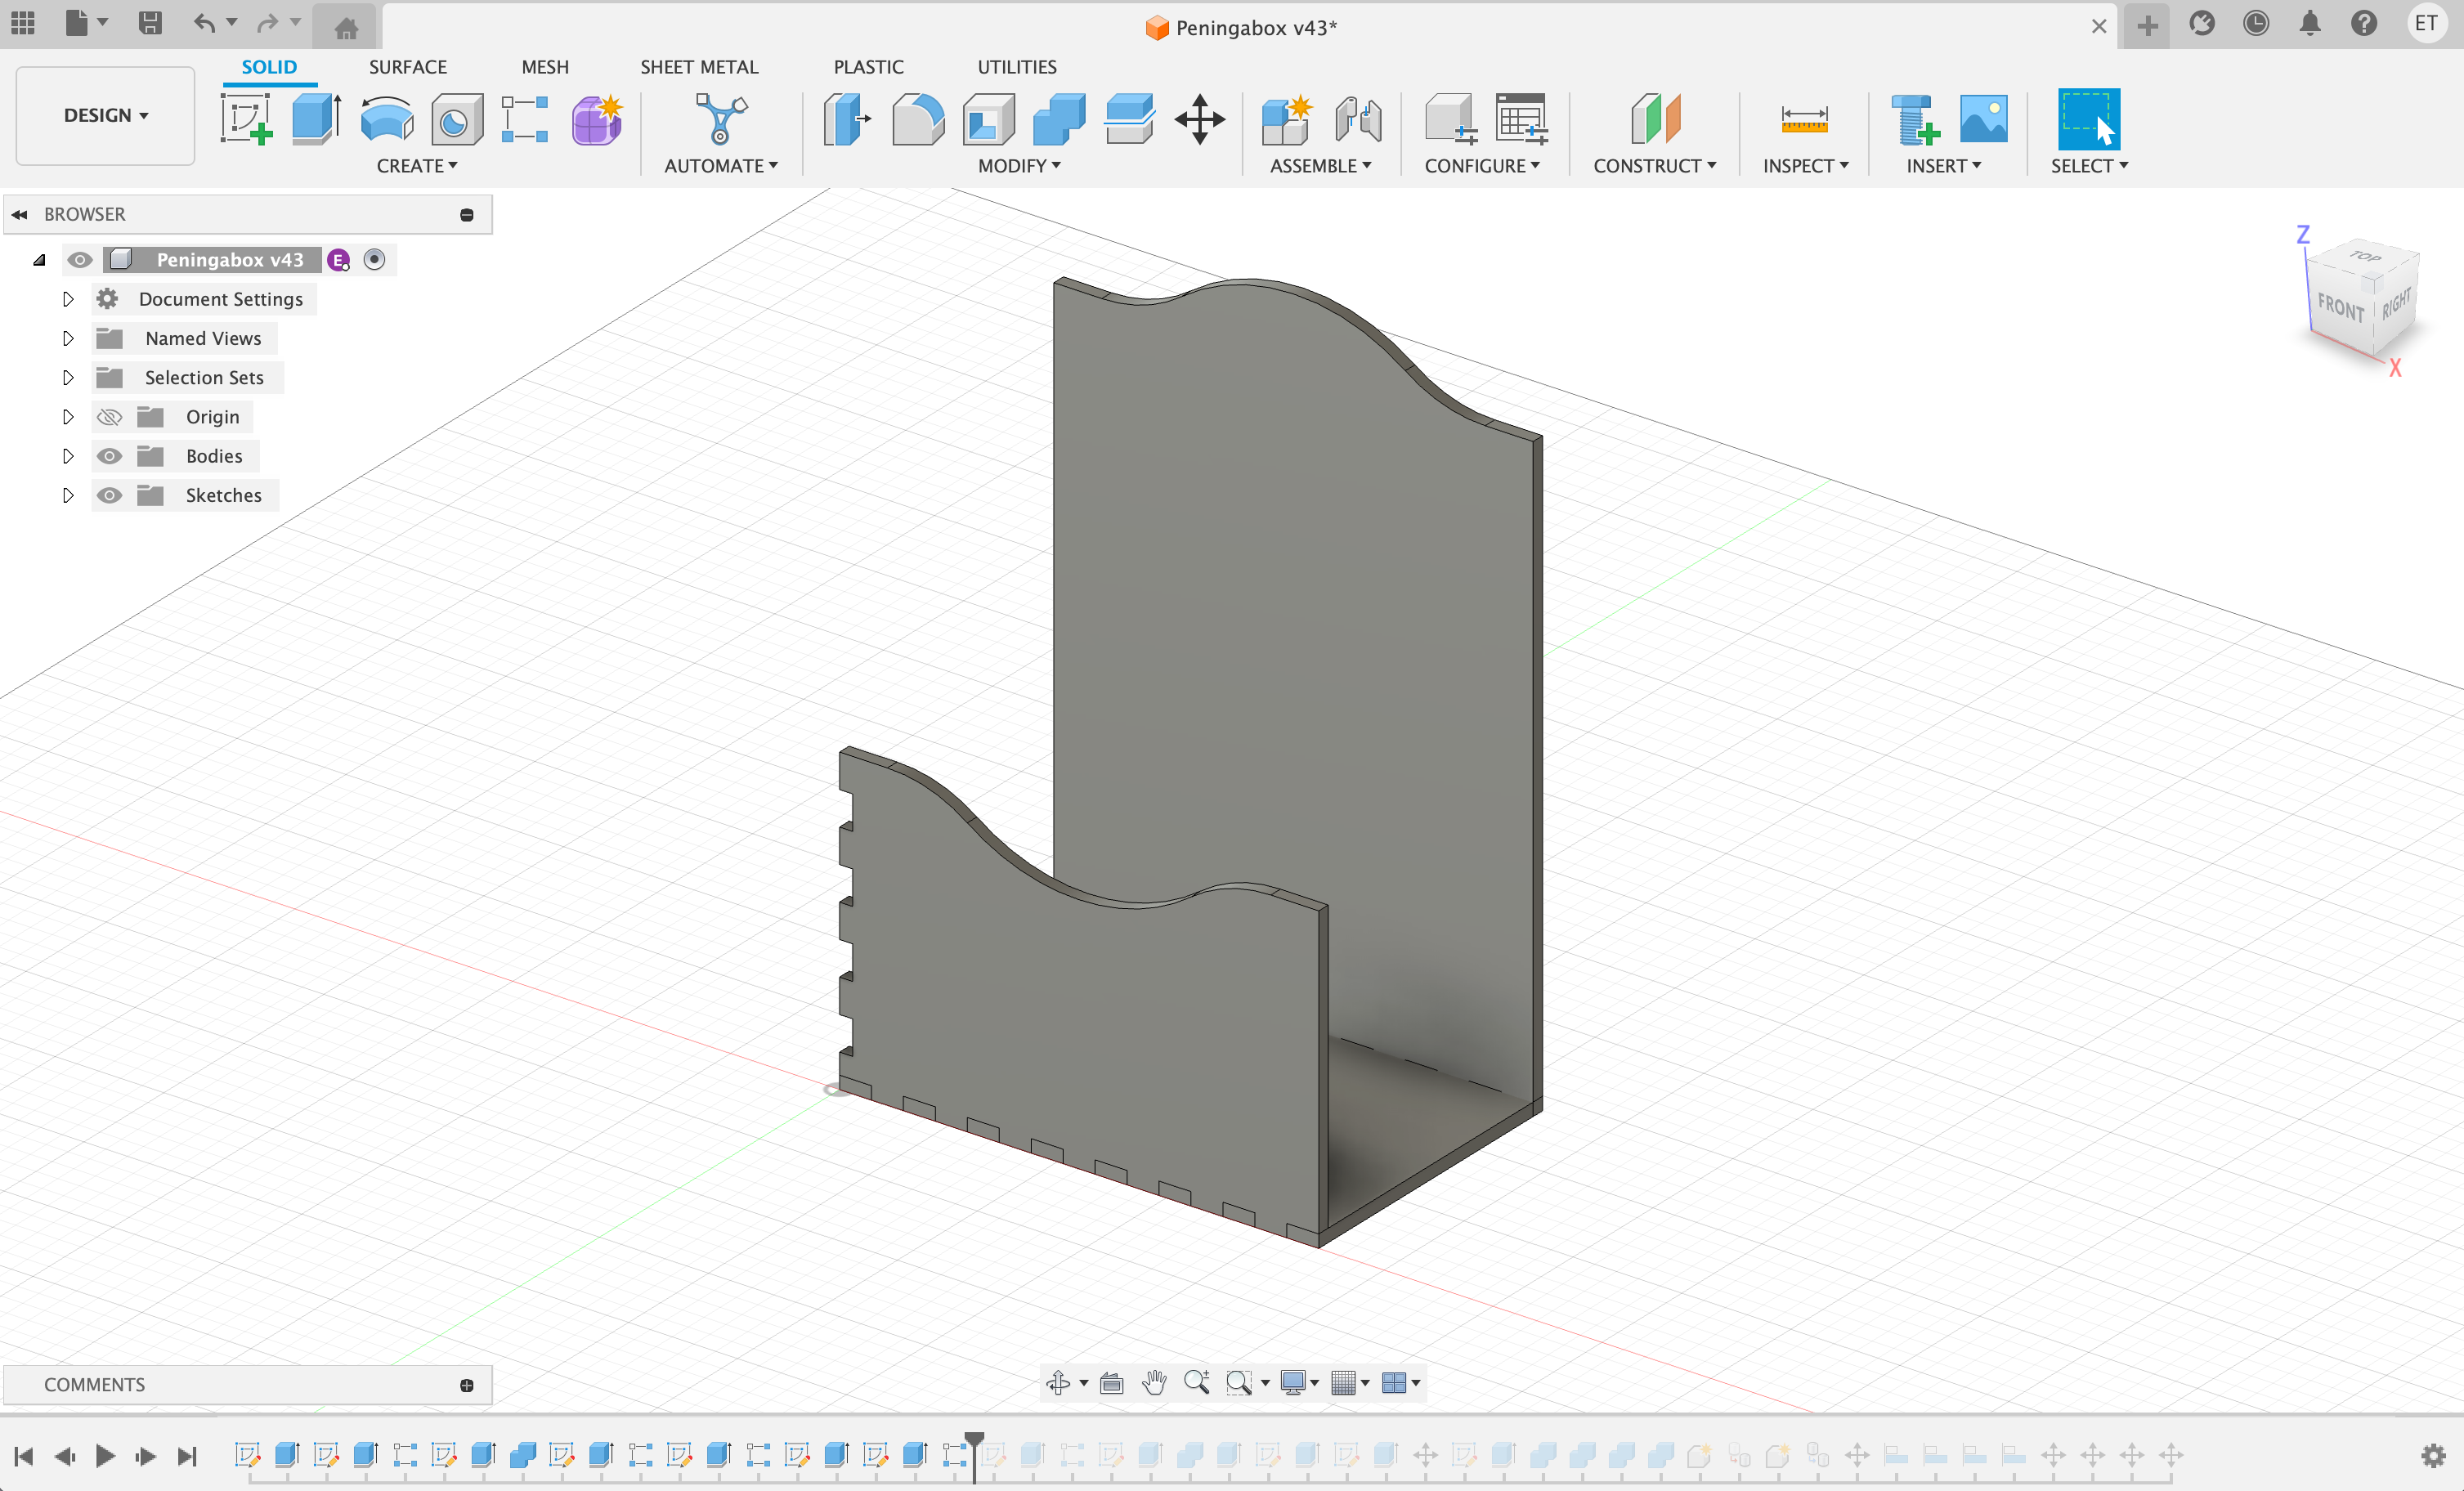 Peningabox v43*
ET
SOLID SURFACE MESH SHEET METAL PLASTIC UTILITIES
DESIGN
CREATE AUTOMATE MODIFY ASSEMBLE CONFIGURE CONSTRUCT INSPECT INSERT SELECT
BROWSER
Peningabox v43 E
Document Settings
Named Views
Selection Sets
Origin
Bodies
Sketches
Z
TOP
FRONT RIGHT
X
COMMENTS